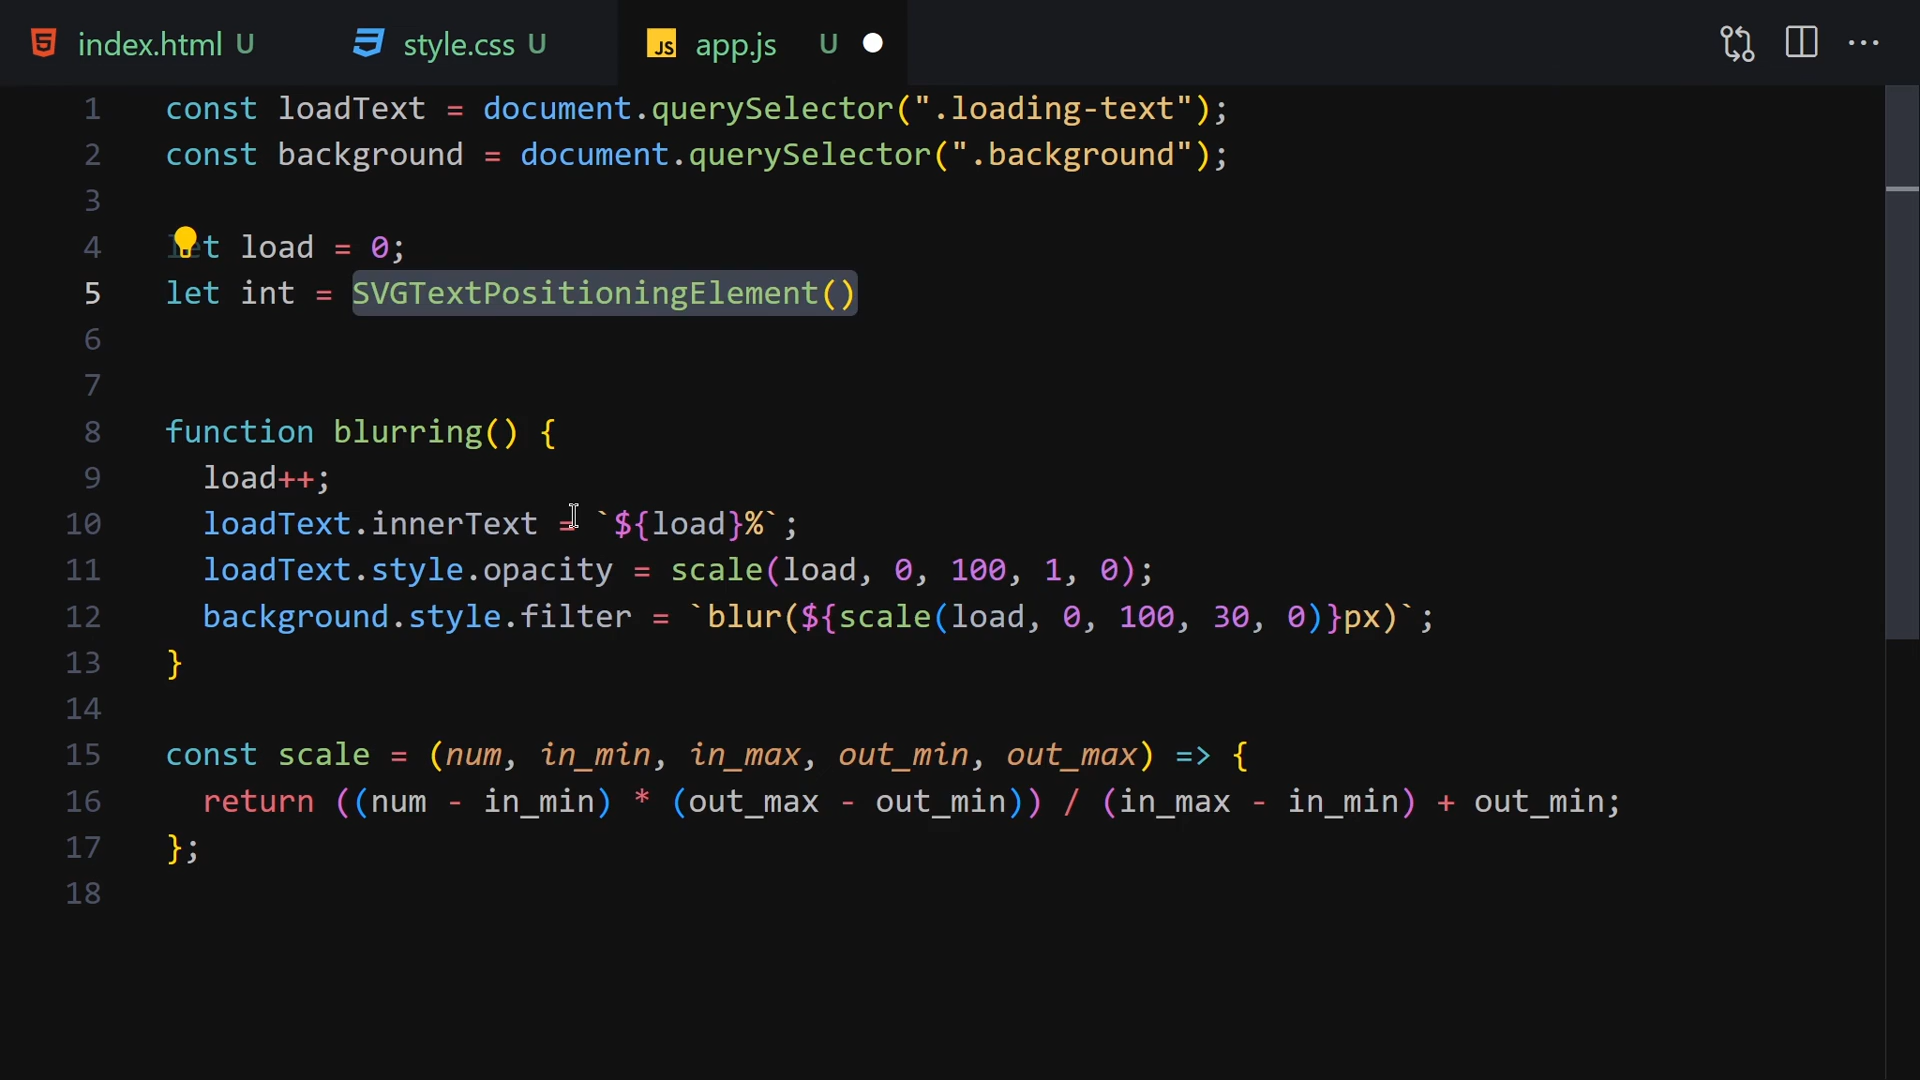 index.html U style.css U JS app.js U
1 const loadText = document.querySelector(".loading-text");
2 const background = document.querySelector(".background");
3
4 let load = 0;
5 let int = SVGTextPositioningElement()
6
7
8 function blurring() {
9 load++;
10 loadText.innerText = `${load}%`;
11 loadText.style.opacity = scale(load, 0, 100, 1, 0);
12 background.style.filter = `blur(${scale(load, 0, 100, 30, 0)}px)`;
13 }
14
15 const scale = (num, in_min, in_max, out_min, out_max) => {
16 return ((num - in_min) * (out_max - out_min)) / (in_max - in_min) + out_min;
17 };
18